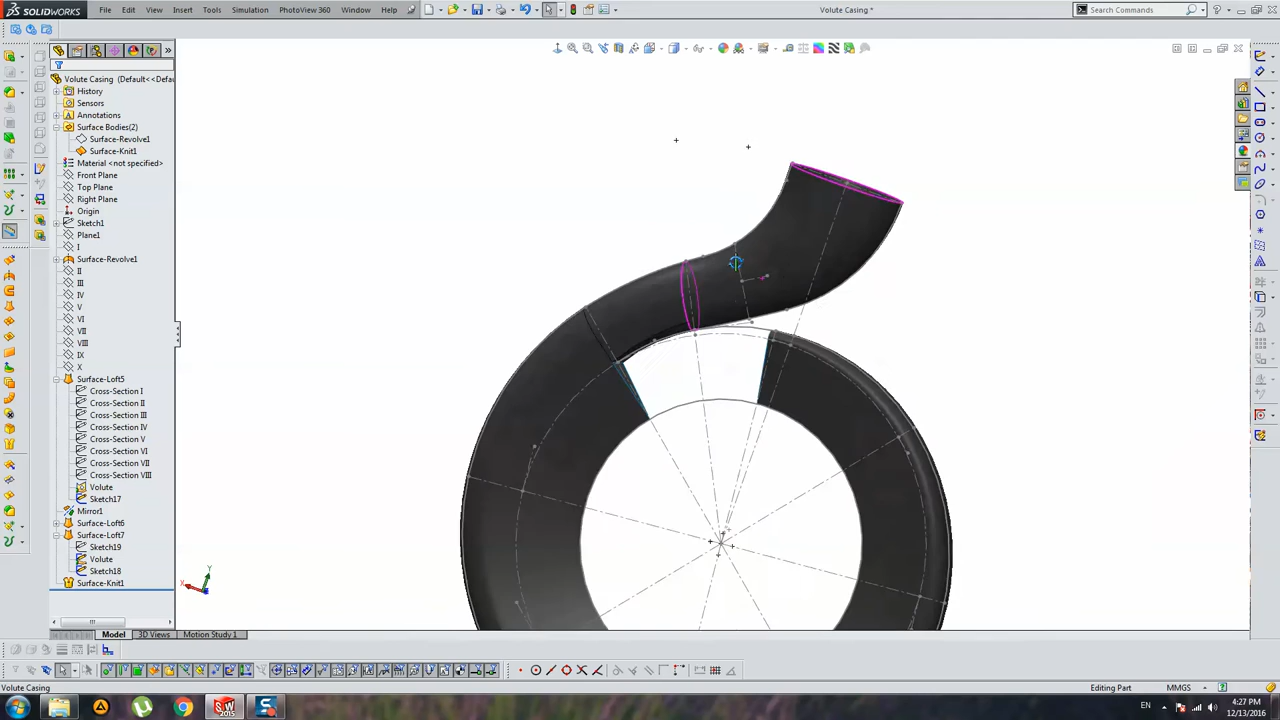 SOLIDWORKS File Edit View Insert Tools Simulation PhotoView 360 Window Help Volute Casing * Search Commands
Volute Casing (Default<<Defau
History
Sensors
Annotations
Surface Bodies(2)
Surface-Revolve1
Surface-Knit1
Material <not specified>
Front Plane
Top Plane
Right Plane
Origin
Sketch1
Plane1
I
Surface-Revolve1
II
III
IV
V
VI
VII
VIII
IX
X
Surface-Loft5
Cross-Section I
Cross-Section II
Cross-Section III
Cross-Section IV
Cross-Section V
Cross-Section VI
Cross-Section VII
Cross-Section VIII
Volute
Sketch17
Mirror1
Surface-Loft6
Surface-Loft7
Sketch19
Volute
Sketch18
Surface-Knit1
Y
X
Model 3D Views Motion Study 1
Volute Casing Editing Part MMGS
EN 4:27 PM
12/13/2016